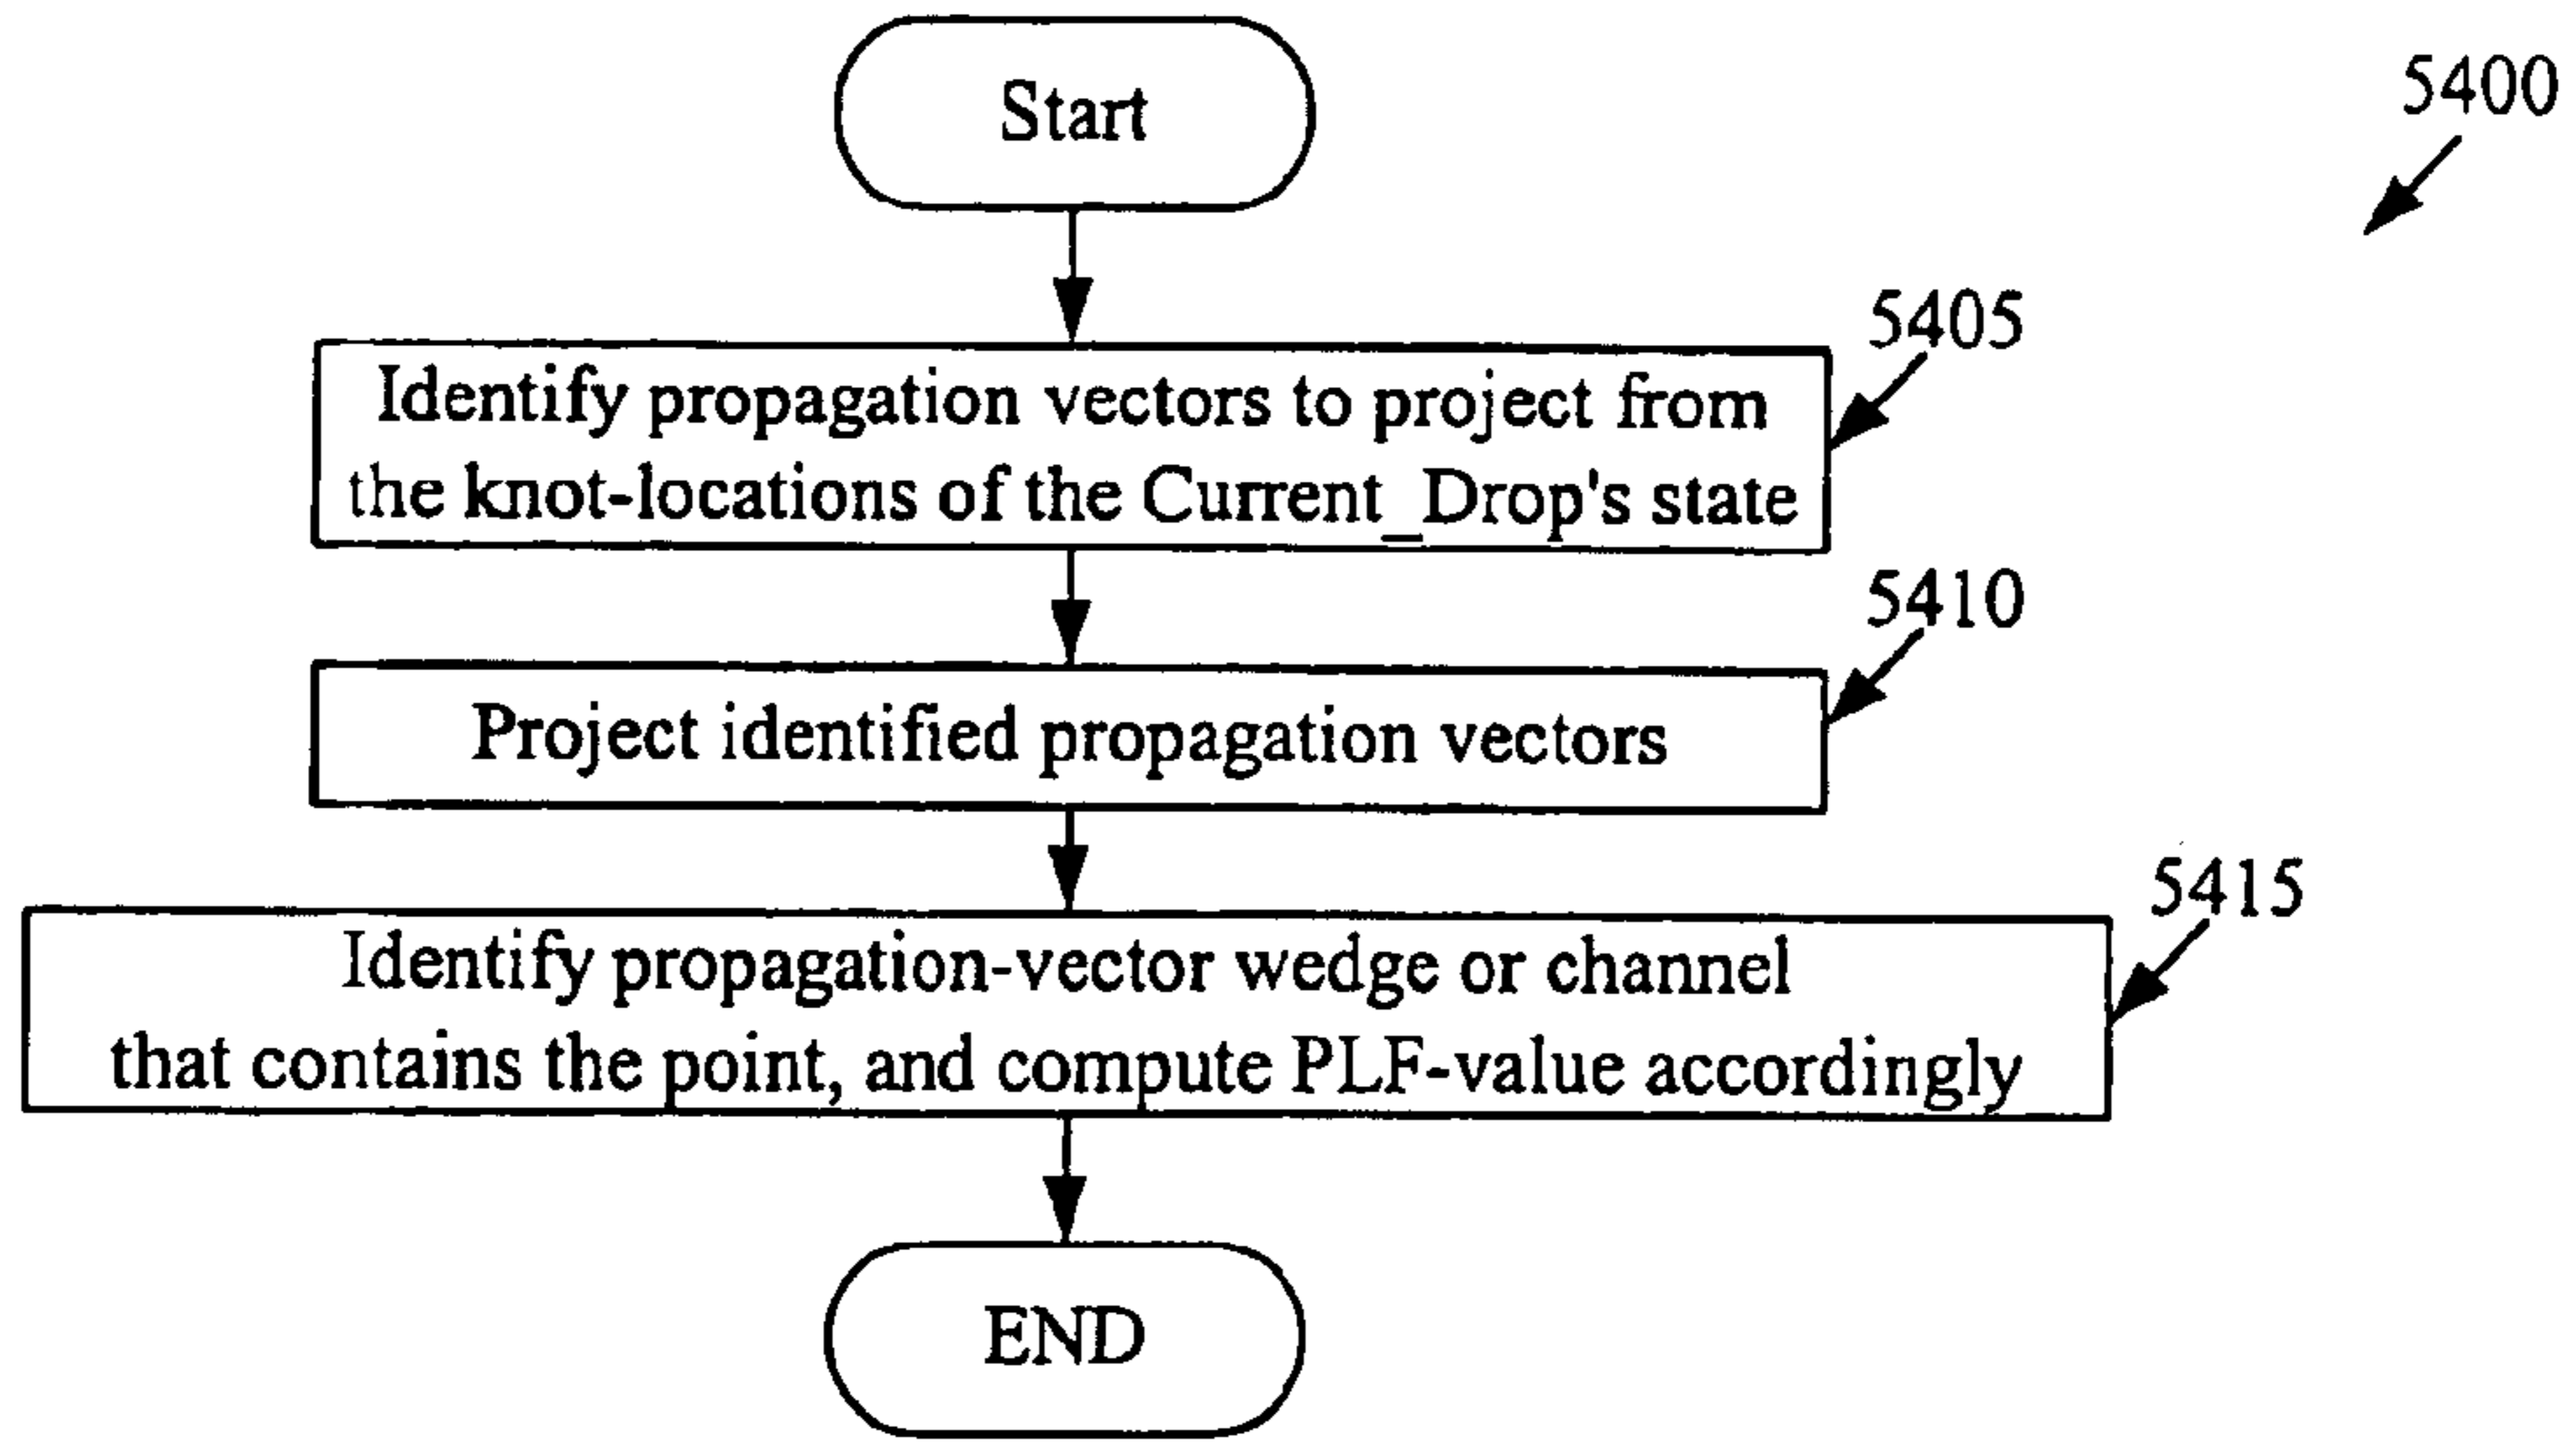 Start
5400
5405
Identify propagation vectors to project from
the knot-locations of the Current_Drop's state
5410
Project identified propagation vectors
5415
Identify propagation-vector wedge or channel
that contains the point, and compute PLF-value accordingly
END